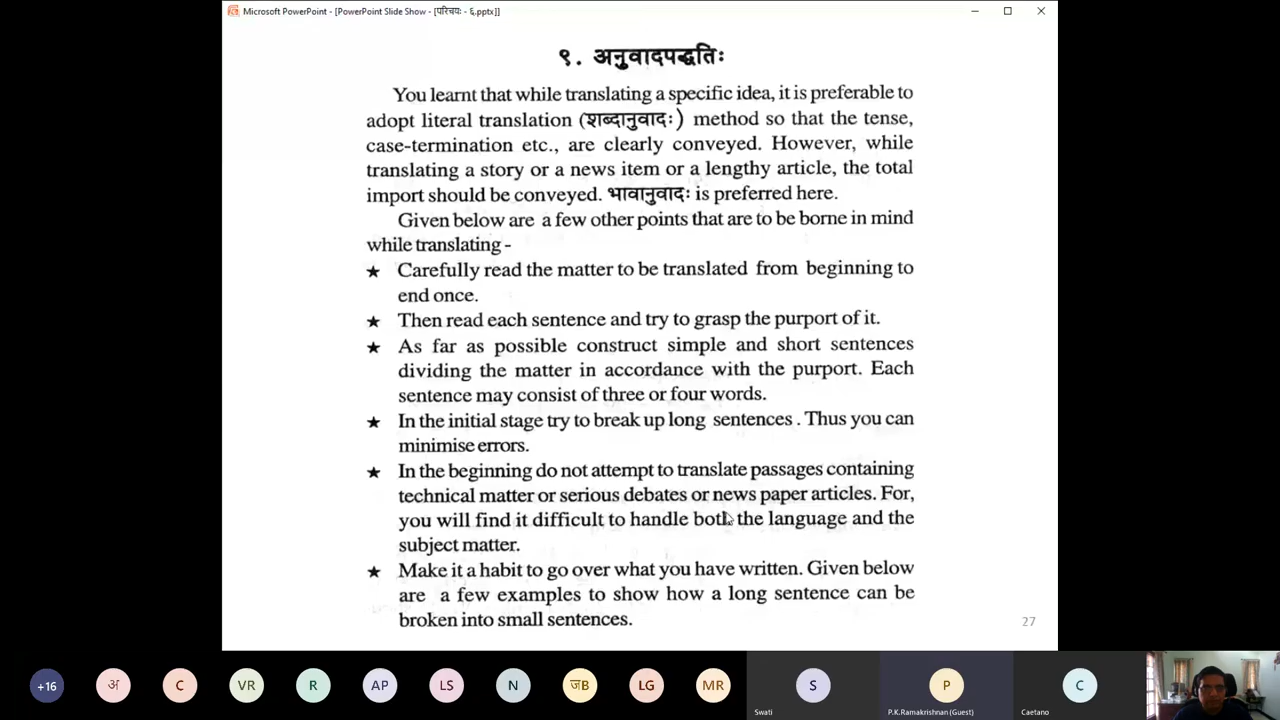 Microsoft PowerPoint - [PowerPoint Slide Show - [परिचयः - ६.pptx]]
९. अनुवादपद्धतिः
You learnt that while translating a specific idea, it is preferable to
adopt literal translation (शब्दानुवादः) method so that the tense,
case-termination etc., are clearly conveyed. However, while
translating a story or a news item or a lengthy article, the total
import should be conveyed. भावानुवादः is preferred here.
Given below are a few other points that are to be borne in mind
while translating -
★ Carefully read the matter to be translated from beginning to
end once.
★ Then read each sentence and try to grasp the purport of it.
★ As far as possible construct simple and short sentences
dividing the matter in accordance with the purport. Each
sentence may consist of three or four words.
★ In the initial stage try to break up long sentences . Thus you can
minimise errors.
★ In the beginning do not attempt to translate passages containing
technical matter or serious debates or news paper articles. For,
you will find it difficult to handle both the language and the
subject matter.
★ Make it a habit to go over what you have written. Given below
are a few examples to show how a long sentence can be
broken into small sentences.
27
+16 अ C VR R AP LS N जB LG MR S P C
Swati P.K.Ramakrishnan (Guest) Caetano